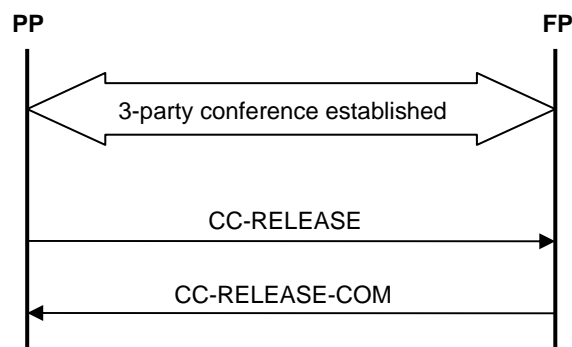 PP FP
3-party conference established
CC-RELEASE
CC-RELEASE-COM